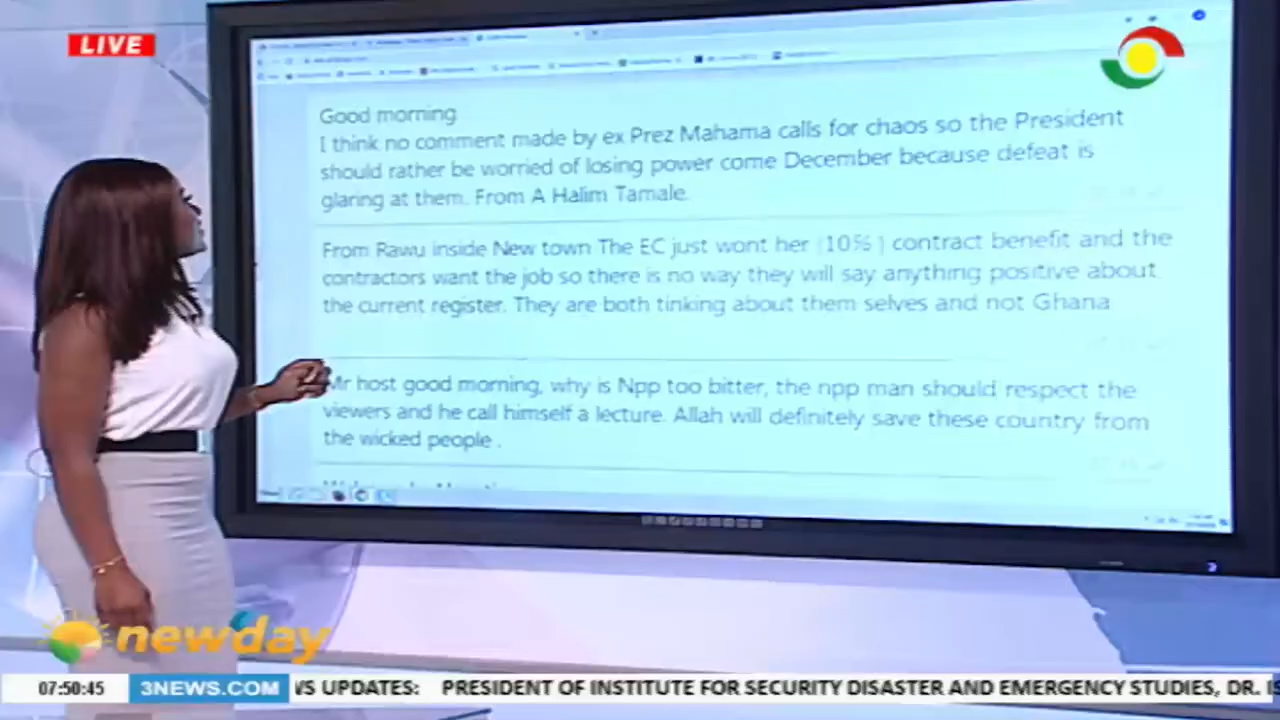 LIVE
Good morning
I think no comment made by ex Prez Mahama calls for chaos so the President
should rather be worried of losing power come December because defeat is
glaring at them. From A Halim Tamale.
From Rawu inside New town The EC just wont her (10%) contract benefit and the
contractors want the job so there is no way they will say anything positive about
the current register. They are both tinking about them selves and not Ghana
Mr host good morning, why is Npp too bitter, the npp man should respect the
viewers and he call himself a lecture. Allah will definitely save these country from
the wicked people .
newday
07:50:45 3NEWS.COM WS UPDATES: PRESIDENT OF INSTITUTE FOR SECURITY DISASTER AND EMERGENCY STUDIES, DR.